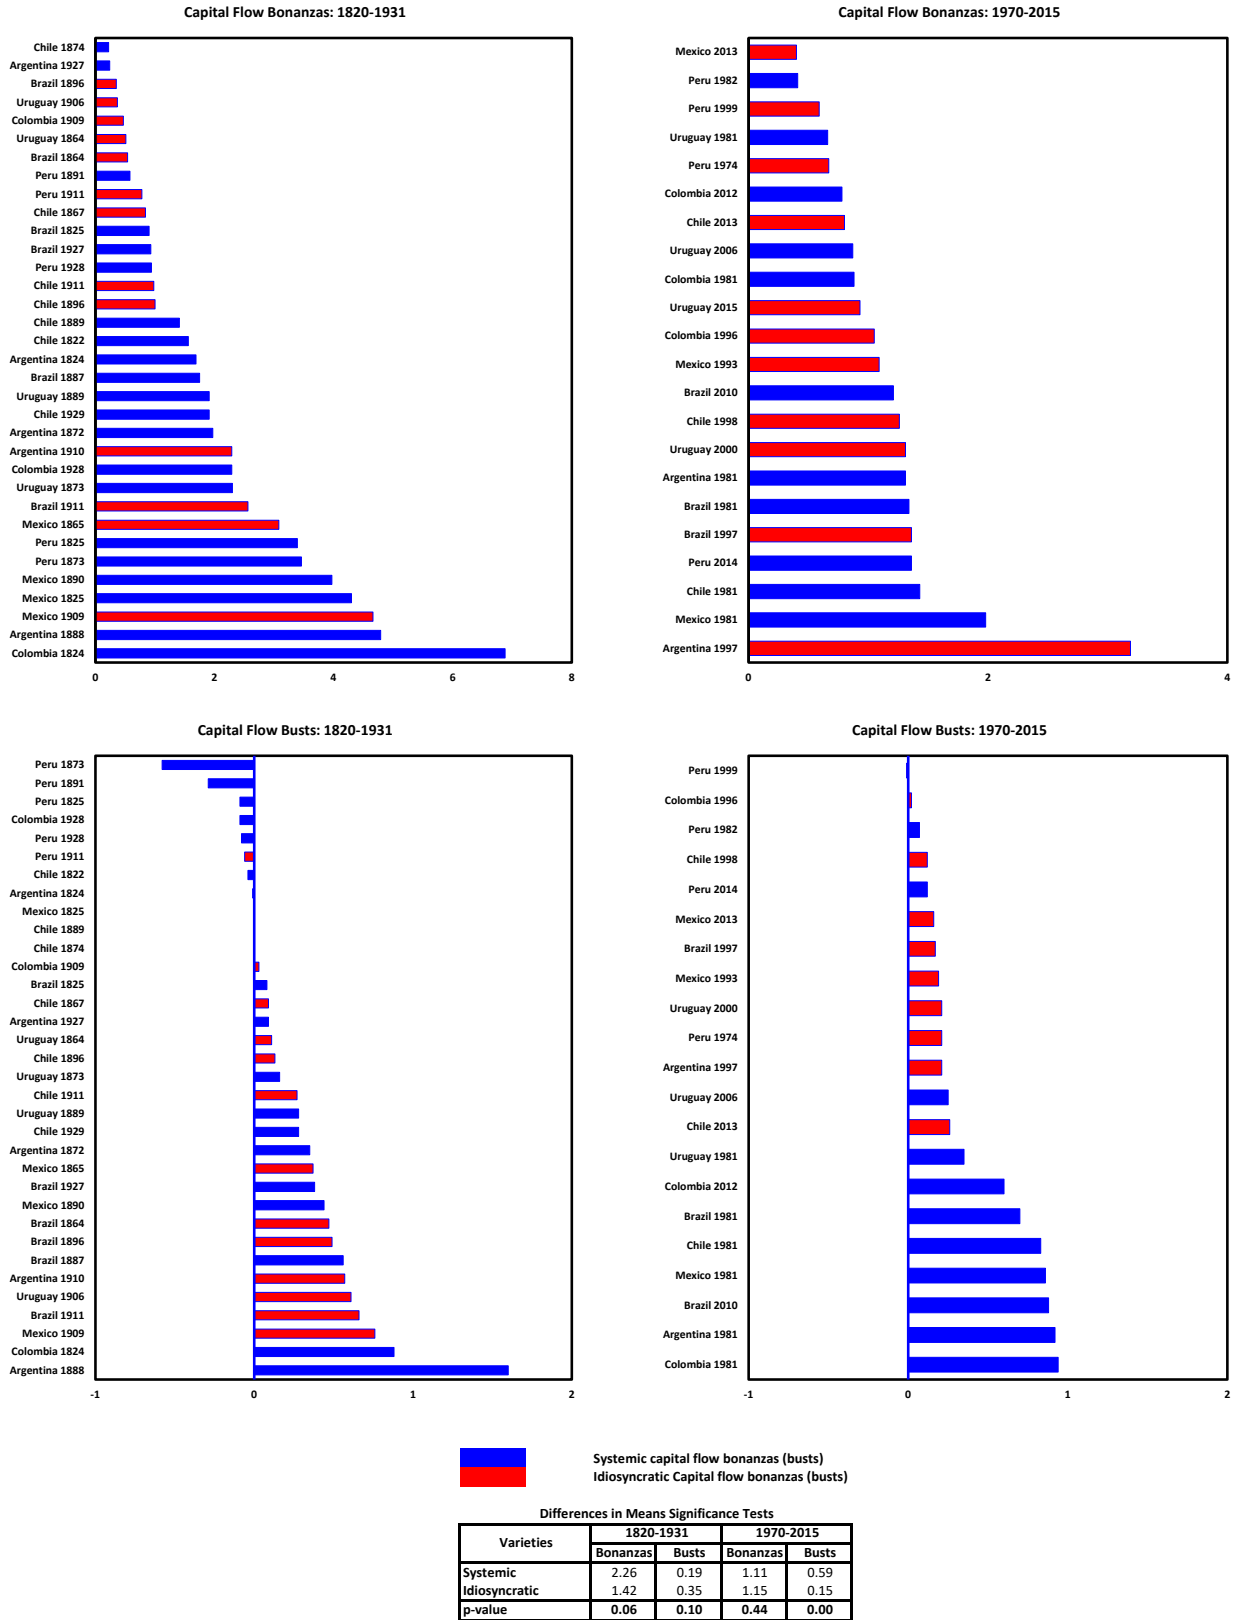 Capital Flow Bonanzas: 1820-1931
Chile 1874
Argentina 1927
Brazil 1896
Uruguay 1906
Colombia 1909
Uruguay 1864
Brazil 1864
Peru 1891
Peru 1911
Chile 1867
Brazil 1825
Brazil 1927
Peru 1928
Chile 1911
Chile 1896
Chile 1889
Chile 1822
Argentina 1824
Brazil 1887
Uruguay 1889
Chile 1929
Argentina 1872
Argentina 1910
Colombia 1928
Uruguay 1873
Brazil 1911
Mexico 1865
Peru 1825
Peru 1873
Mexico 1890
Mexico 1825
Mexico 1909
Argentina 1888
Colombia 1824
0 2 4 6 8
Capital Flow Bonanzas: 1970-2015
Mexico 2013
Peru 1982
Peru 1999
Uruguay 1981
Peru 1974
Colombia 2012
Chile 2013
Uruguay 2006
Colombia 1981
Uruguay 2015
Colombia 1996
Mexico 1993
Brazil 2010
Chile 1998
Uruguay 2000
Argentina 1981
Brazil 1981
Brazil 1997
Peru 2014
Chile 1981
Mexico 1981
Argentina 1997
0 2 4
Capital Flow Busts: 1820-1931
Peru 1873
Peru 1891
Peru 1825
Colombia 1928
Peru 1928
Peru 1911
Chile 1822
Argentina 1824
Mexico 1825
Chile 1889
Chile 1874
Colombia 1909
Brazil 1825
Chile 1867
Argentina 1927
Uruguay 1864
Chile 1896
Uruguay 1873
Chile 1911
Uruguay 1889
Chile 1929
Argentina 1872
Mexico 1865
Brazil 1927
Mexico 1890
Brazil 1864
Brazil 1896
Brazil 1887
Argentina 1910
Uruguay 1906
Brazil 1911
Mexico 1909
Colombia 1824
Argentina 1888
-1 0 1 2
Capital Flow Busts: 1970-2015
Peru 1999
Colombia 1996
Peru 1982
Chile 1998
Peru 2014
Mexico 2013
Brazil 1997
Mexico 1993
Uruguay 2000
Peru 1974
Argentina 1997
Uruguay 2006
Chile 2013
Uruguay 1981
Colombia 2012
Brazil 1981
Chile 1981
Mexico 1981
Brazil 2010
Argentina 1981
Colombia 1981
-1 0 1 2
Systemic capital flow bonanzas (busts)
Idiosyncratic Capital flow bonanzas (busts)
Differences in Means Significance Tests
Varieties 1820-1931 1970-2015
Bonanzas Busts Bonanzas Busts
Systemic 2.26 0.19 1.11 0.59
Idiosyncratic 1.42 0.35 1.15 0.15
p-value 0.06 0.10 0.44 0.00